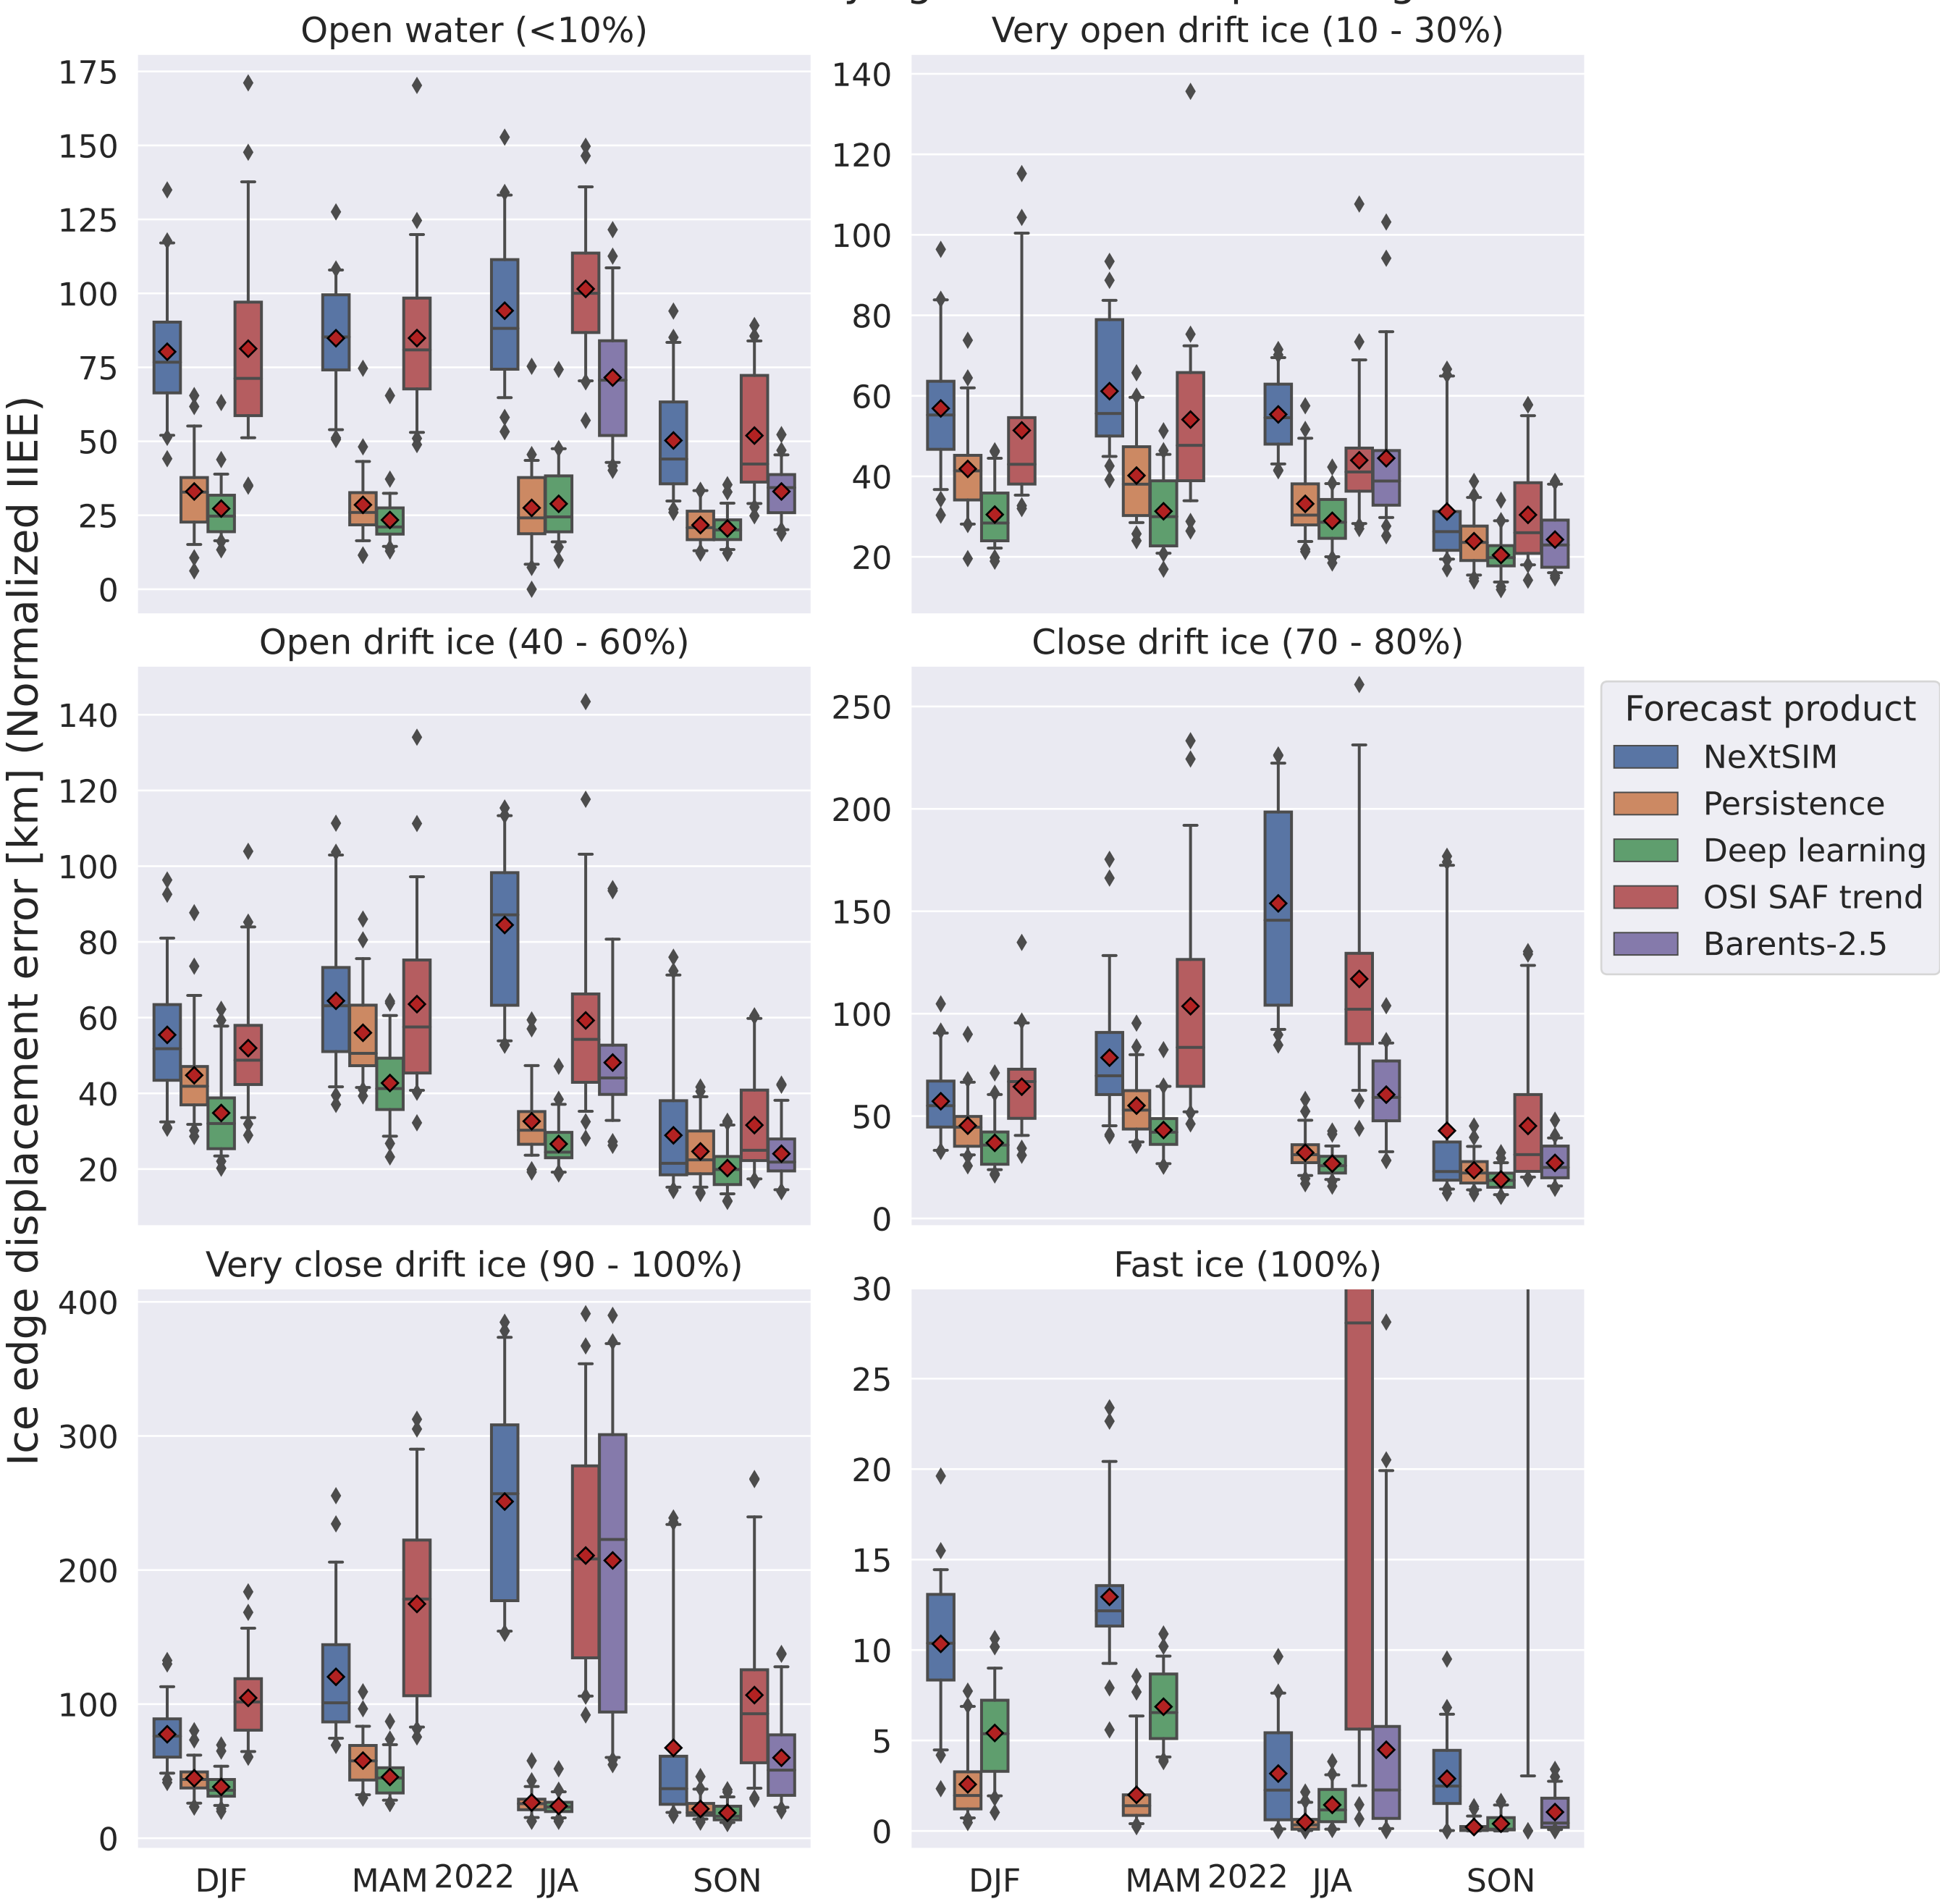 Open water (<10%)
Very open drift ice (10 - 30%)
175
150
125
100
75
50
25
0
140
120
100
80
60
40
20
Ice edge displacement error [km] (Normalized IIEE)
Open drift ice (40 - 60%)
Close drift ice (70 - 80%)
140
120
100
80
60
40
20
250
200
150
100
50
0
Forecast product
NeXtSIM
Persistence
Deep learning
OSI SAF trend
Barents-2.5
Very close drift ice (90 - 100%)
Fast ice (100%)
400
300
200
100
0
30
25
20
15
10
5
0
DJF MAM 2022 JJA SON
DJF MAM 2022 JJA SON